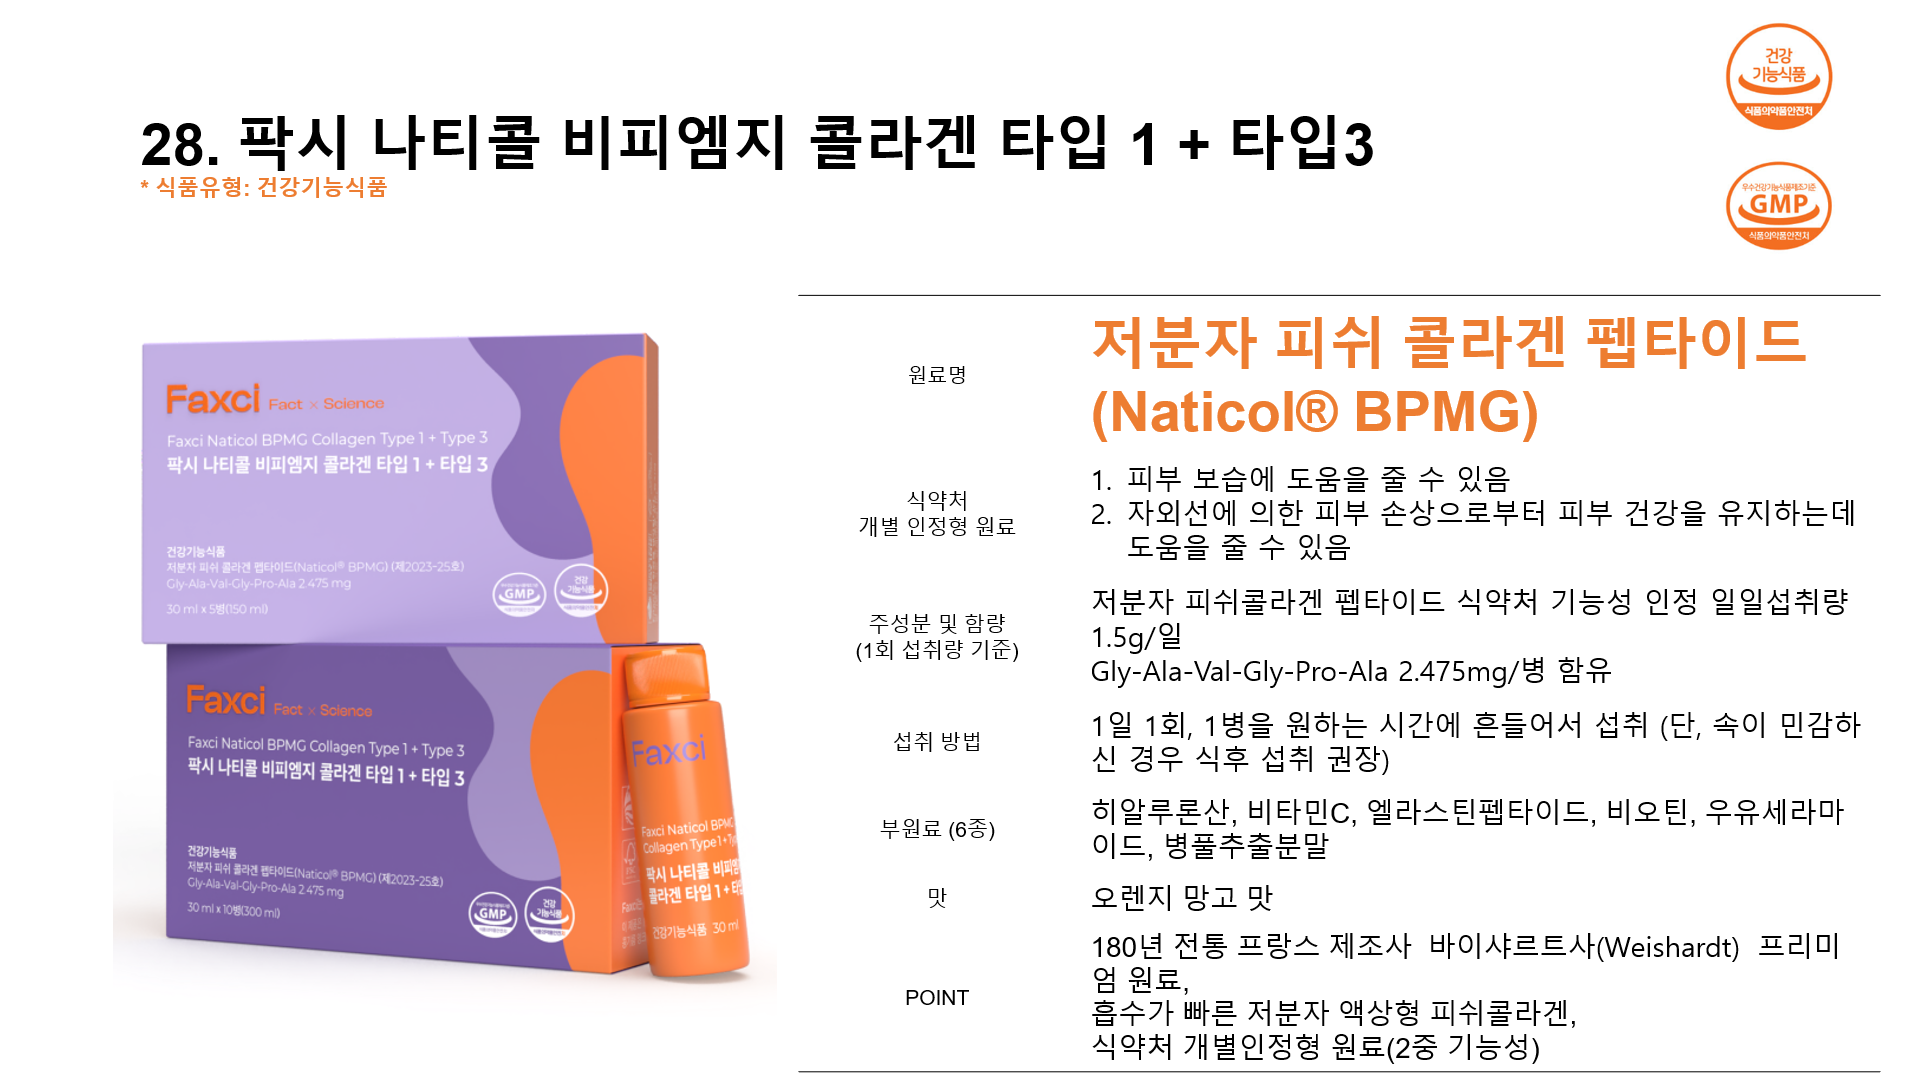 28. 팍시 나티콜 비피엠지 콜라겐 타입 1 + 타입3
* 식품유형: 건강기능식품
건강
기능식품
식품의약품안전처
우수건강기능식품제조기준
GMP
식품의약품안전처
Faxci Fact × Science
Faxci Naticol BPMG Collagen Type 1 + Type 3
팍시 나티콜 비피엠지 콜라겐 타입 1 + 타입 3
건강기능식품
저분자 피쉬 콜라겐 펩타이드(Naticol® BPMG) (제2023-25호)
Gly-Ala-Val-Gly-Pro-Ala 2.475 mg
30 ml x 5병(150 ml)
GMP
건강
기능식품
Faxci Fact × Science
Faxci Naticol BPMG Collagen Type 1 + Type 3
팍시 나티콜 비피엠지 콜라겐 타입 1 + 타입 3
건강기능식품
저분자 피쉬 콜라겐 펩타이드(Naticol® BPMG) (제2023-25호)
Gly-Ala-Val-Gly-Pro-Ala 2.475 mg
30 ml x 10병(300 ml)
GMP
건강
기능식품
Faxci
Faxci Naticol BPMG
Collagen Type 1 + Typ
팍시 나티콜 비피엠
콜라겐 타입 1 + 타입
건강기능식품 30 ml
원료명
저분자 피쉬 콜라겐 펩타이드
(Naticol® BPMG)
식약처
개별 인정형 원료
1. 피부 보습에 도움을 줄 수 있음
2. 자외선에 의한 피부 손상으로부터 피부 건강을 유지하는데
도움을 줄 수 있음
주성분 및 함량
(1회 섭취량 기준)
저분자 피쉬콜라겐 펩타이드 식약처 기능성 인정 일일섭취량
1.5g/일
Gly-Ala-Val-Gly-Pro-Ala 2.475mg/병 함유
섭취 방법
1일 1회, 1병을 원하는 시간에 흔들어서 섭취 (단, 속이 민감하
신 경우 식후 섭취 권장)
부원료 (6종)
히알루론산, 비타민C, 엘라스틴펩타이드, 비오틴, 우유세라마
이드, 병풀추출분말
맛
오렌지 망고 맛
POINT
180년 전통 프랑스 제조사 바이샤르트사(Weishardt) 프리미
엄 원료,
흡수가 빠른 저분자 액상형 피쉬콜라겐,
식약처 개별인정형 원료(2중 기능성)